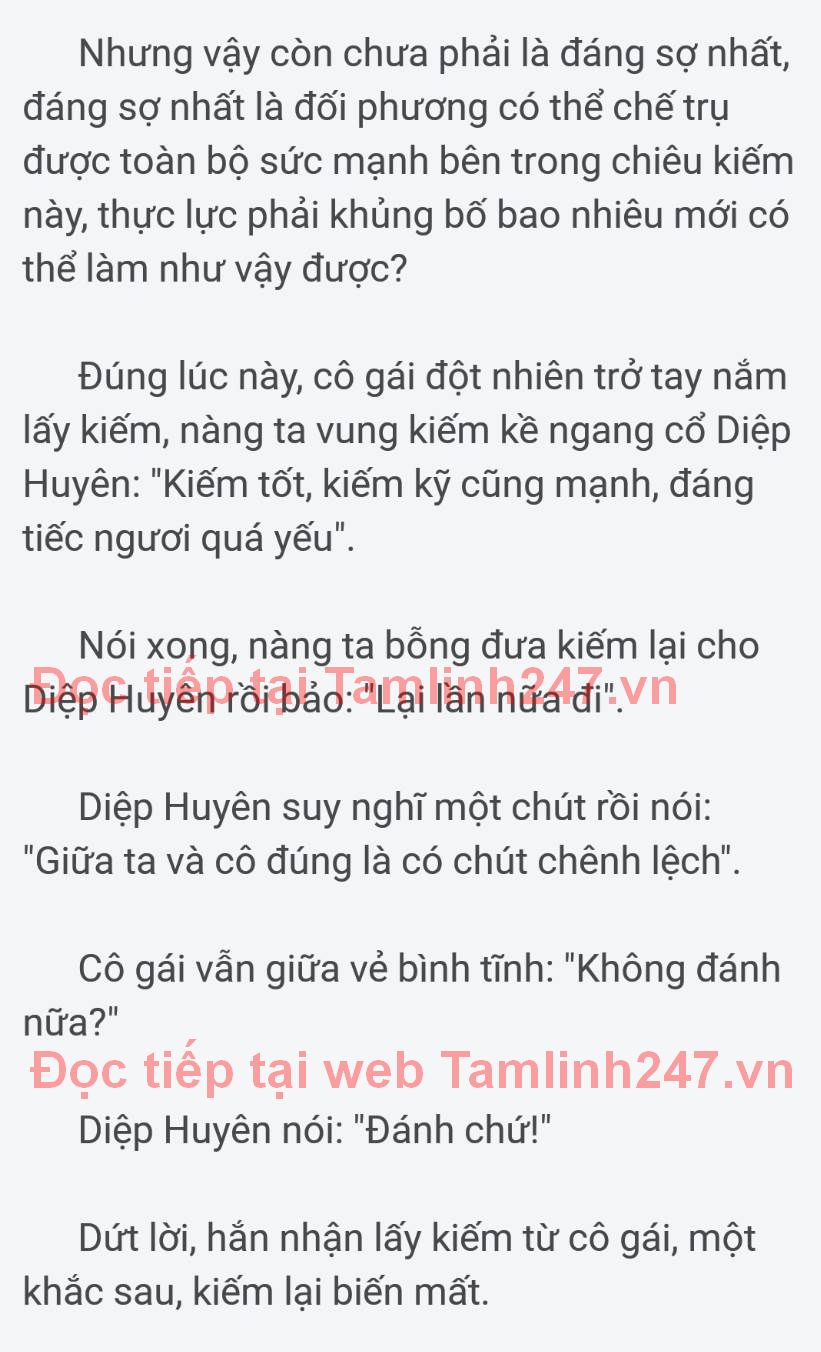 Nhưng vậy còn chưa phải là đáng sợ nhất,
đáng sợ nhất là đối phương có thể chế trụ
được toàn bộ sức mạnh bên trong chiêu kiếm
này, thực lực phải khủng bố bao nhiêu mới có
thể làm như vậy được?
Đúng lúc này, cô gái đột nhiên trở tay nắm
lấy kiếm, nàng ta vung kiếm kề ngang cổ Diệp
Huyên: "Kiếm tốt, kiếm kỹ cũng mạnh, đáng
tiếc ngươi quá yếu".
Nói xong, nàng ta bỗng đưa kiếm lại cho
Đọc tiếp tại Tamlinh247.vn
Diệp Huyên rồi bảo: "Lại lần nữa đi".
Diệp Huyên suy nghĩ một chút rồi nói:
"Giữa ta và cô đúng là có chút chênh lệch".
Cô gái vẫn giữa vẻ bình tĩnh: "Không đánh
nữa?"
Đọc tiếp tại web Tamlinh247.vn
Diệp Huyên nói: "Đánh chứ!"
Dứt lời, hắn nhận lấy kiếm từ cô gái, một
khắc sau, kiếm lại biến mất.